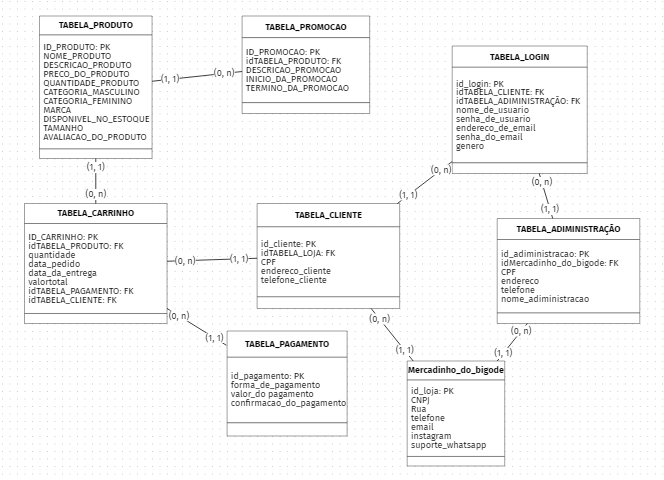 TABELA_PRODUTO
ID_PRODUTO: PK
NOME_PRODUTO
DESCRICAO_PRODUTO
PRECO_DO_PRODUTO
QUANTIDADE_PRODUTO
CATEGORIA_MASCULINO
CATEGORIA_FEMININO
MARCA
DISPONIVEL_NO_ESTOQUE
TAMANHO
AVALIACAO_DO_PRODUTO
(1, 1)
(0, n)
TABELA_PROMOCAO
ID_PROMOCAO: PK
idTABELA_PRODUTO: FK
DESCRICAO_PROMOCAO
INICIO_DA_PROMOCAO
TERMINO_DA_PROMOCAO
TABELA_LOGIN
id_login: PK
idTABELA_CLIENTE: FK
idTABELA_ADIMINISTRAÇÃO: FK
nome_de_usuario
senha_de_usuario
endereco_de_email
senha_do_email
genero
(1, 1)
(0, n)
(0, n)
(1, 1)
(0, n)
(1, 1)
TABELA_CARRINHO
ID_CARRINHO: PK
idTABELA_PRODUTO: FK
quantidade
data_pedido
data_da_entrega
valortotal
idTABELA_PAGAMENTO: FK
idTABELA_CLIENTE: FK
(0, n)
(1, 1)
TABELA_CLIENTE
id_cliente: PK
idTABELA_LOJA: FK
CPF
endereco_cliente
telefone_cliente
TABELA_ADIMINISTRAÇÃO
id_adiministracao: PK
idMercadinho_do_bigode: FK
CPF
endereco
telefone
nome_adiministracao
(0, n)
(1, 1)
(0, n)
(1, 1)
(0, n)
(1, 1)
TABELA_PAGAMENTO
id_pagamento: PK
forma_de_pagamento
valor_do pagamento
confirmacao_do_pagamento
Mercadinho_do_bigode
id_loja: PK
CNPJ
Rua
telefone
email
instagram
suporte_whatsapp